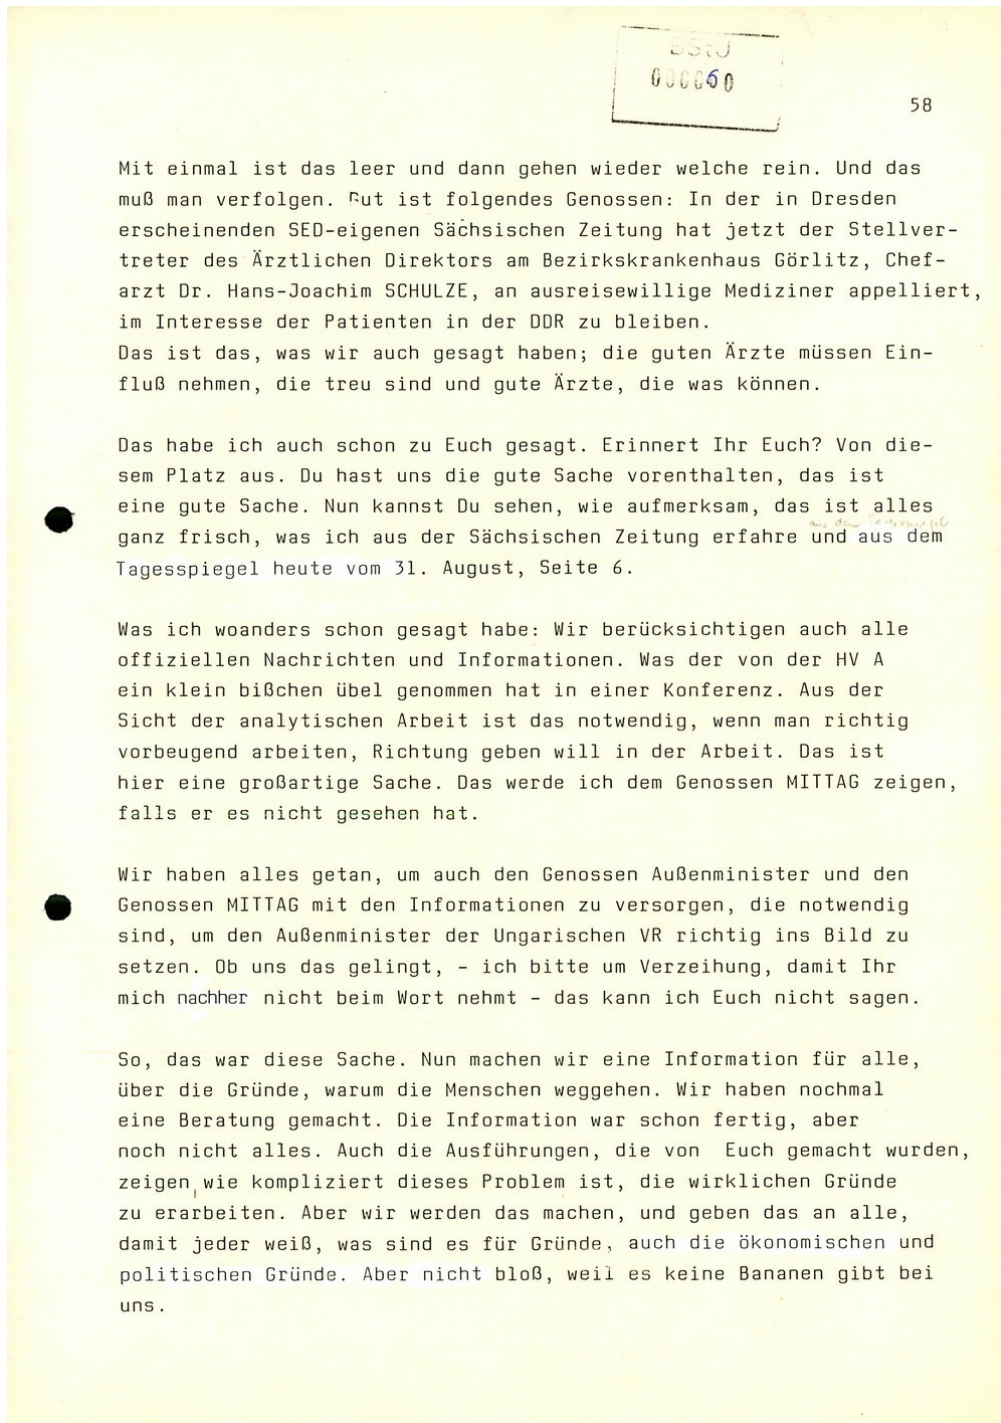 BStU
000060
58
Mit einmal ist das leer und dann gehen wieder welche rein. Und das
muß man verfolgen. Gut ist folgendes Genossen: In der in Dresden
erscheinenden SED-eigenen Sächsischen Zeitung hat jetzt der Stellver-
treter des Ärztlichen Direktors am Bezirkskrankenhaus Görlitz, Chef-
arzt Dr. Hans-Joachim SCHULZE, an ausreisewillige Mediziner appelliert,
im Interesse der Patienten in der DDR zu bleiben.
Das ist das, was wir auch gesagt haben; die guten Ärzte müssen Ein-
fluß nehmen, die treu sind und gute Ärzte, die was können.
Das habe ich auch schon zu Euch gesagt. Erinnert Ihr Euch? Von die-
sem Platz aus. Du hast uns die gute Sache vorenthalten, das ist
eine gute Sache. Nun kannst Du sehen, wie aufmerksam, das ist alles
aus dem Tagesspiegel
ganz frisch, was ich aus der Sächsischen Zeitung erfahre und aus dem
Tagesspiegel heute vom 31. August, Seite 6.
Was ich woanders schon gesagt habe: Wir berücksichtigen auch alle
offiziellen Nachrichten und Informationen. Was der von der HV A
ein klein bißchen übel genommen hat in einer Konferenz. Aus der
Sicht der analytischen Arbeit ist das notwendig, wenn man richtig
vorbeugend arbeiten, Richtung geben will in der Arbeit. Das ist
hier eine großartige Sache. Das werde ich dem Genossen MITTAG zeigen,
falls er es nicht gesehen hat.
Wir haben alles getan, um auch den Genossen Außenminister und den
Genossen MITTAG mit den Informationen zu versorgen, die notwendig
sind, um den Außenminister der Ungarischen VR richtig ins Bild zu
setzen. Ob uns das gelingt, - ich bitte um Verzeihung, damit Ihr
mich nachher nicht beim Wort nehmt - das kann ich Euch nicht sagen.
So, das war diese Sache. Nun machen wir eine Information für alle,
über die Gründe, warum die Menschen weggehen. Wir haben nochmal
eine Beratung gemacht. Die Information war schon fertig, aber
noch nicht alles. Auch die Ausführungen, die von Euch gemacht wurden,
zeigen, wie kompliziert dieses Problem ist, die wirklichen Gründe
zu erarbeiten. Aber wir werden das machen, und geben das an alle,
damit jeder weiß, was sind es für Gründe, auch die ökonomischen und
politischen Gründe. Aber nicht bloß, weil es keine Bananen gibt bei
uns.